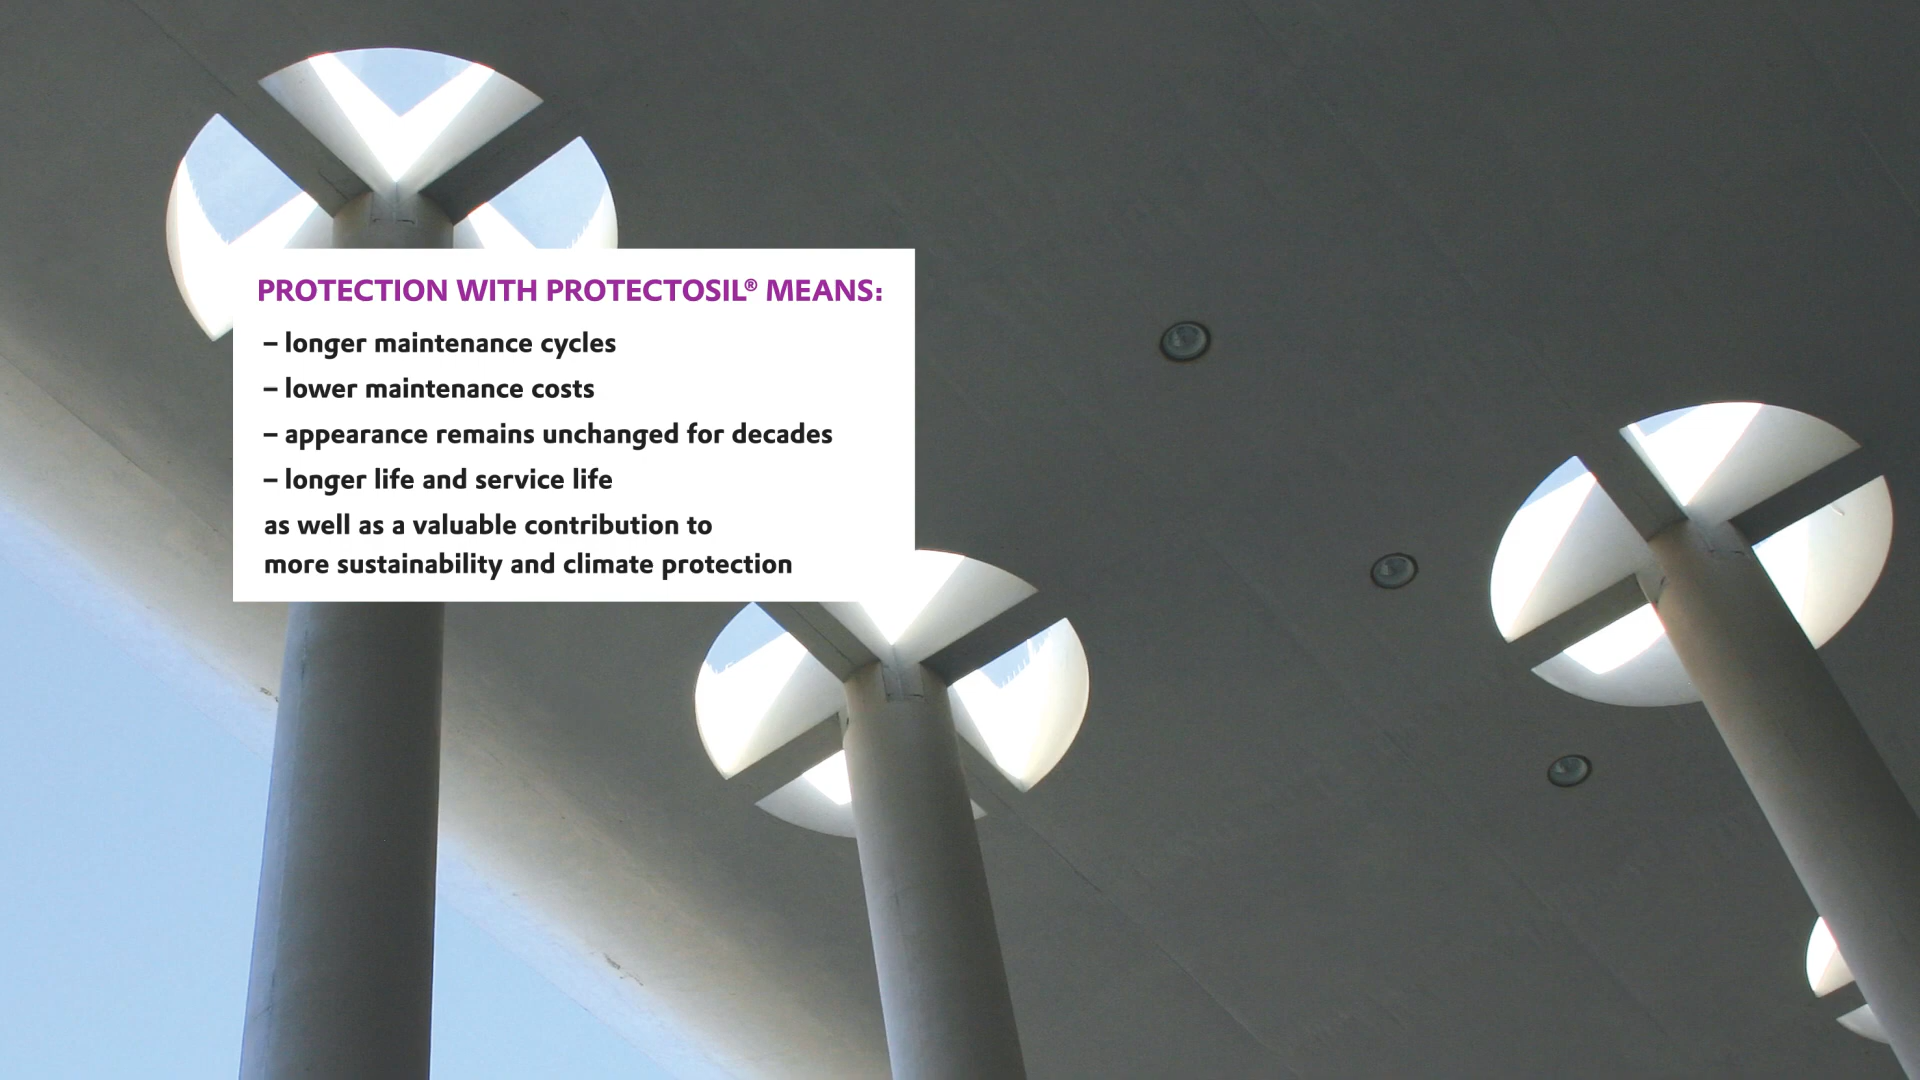 PROTECTION WITH PROTECTOSIL® MEANS:
– longer maintenance cycles
– lower maintenance costs
– appearance remains unchanged for decades
– longer life and service life
as well as a valuable contribution to
more sustainability and climate protection